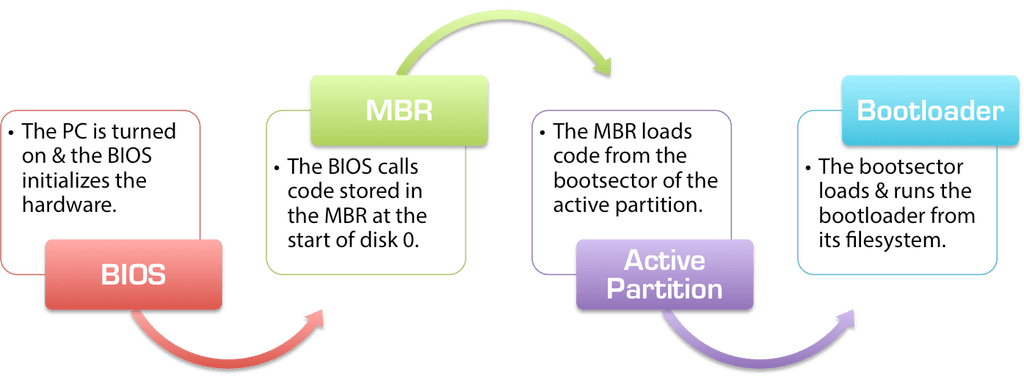 • The PC is turned
on & the BIOS
initializes the
hardware.
BIOS
MBR
• The BIOS calls
code stored in
the MBR at the
start of disk 0.
• The MBR loads
code from the
bootsector of the
active partition.
Active
Partition
Bootloader
• The bootsector
loads & runs the
bootloader from
its filesystem.